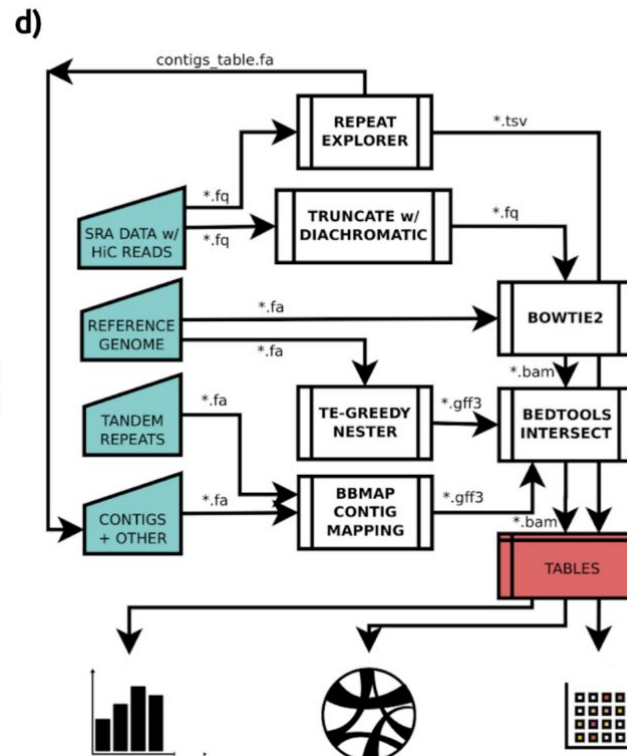 d)
contigs_table.fa
REPEAT
EXPLORER
*.tsv
*.fq
SRA DATA w/
HiC READS
*.fq
TRUNCATE w/
DIACHROMATIC
*.fq
REFERENCE
GENOME
*.fa
*.fa
BOWTIE2
*.bam
TANDEM
REPEATS
*.fa
TE-GREEDY
NESTER
*.gff3
BEDTOOLS
INTERSECT
CONTIGS
+ OTHER
*.fa
BBMAP
CONTIG
MAPPING
*.gff3
*.bam
TABLES